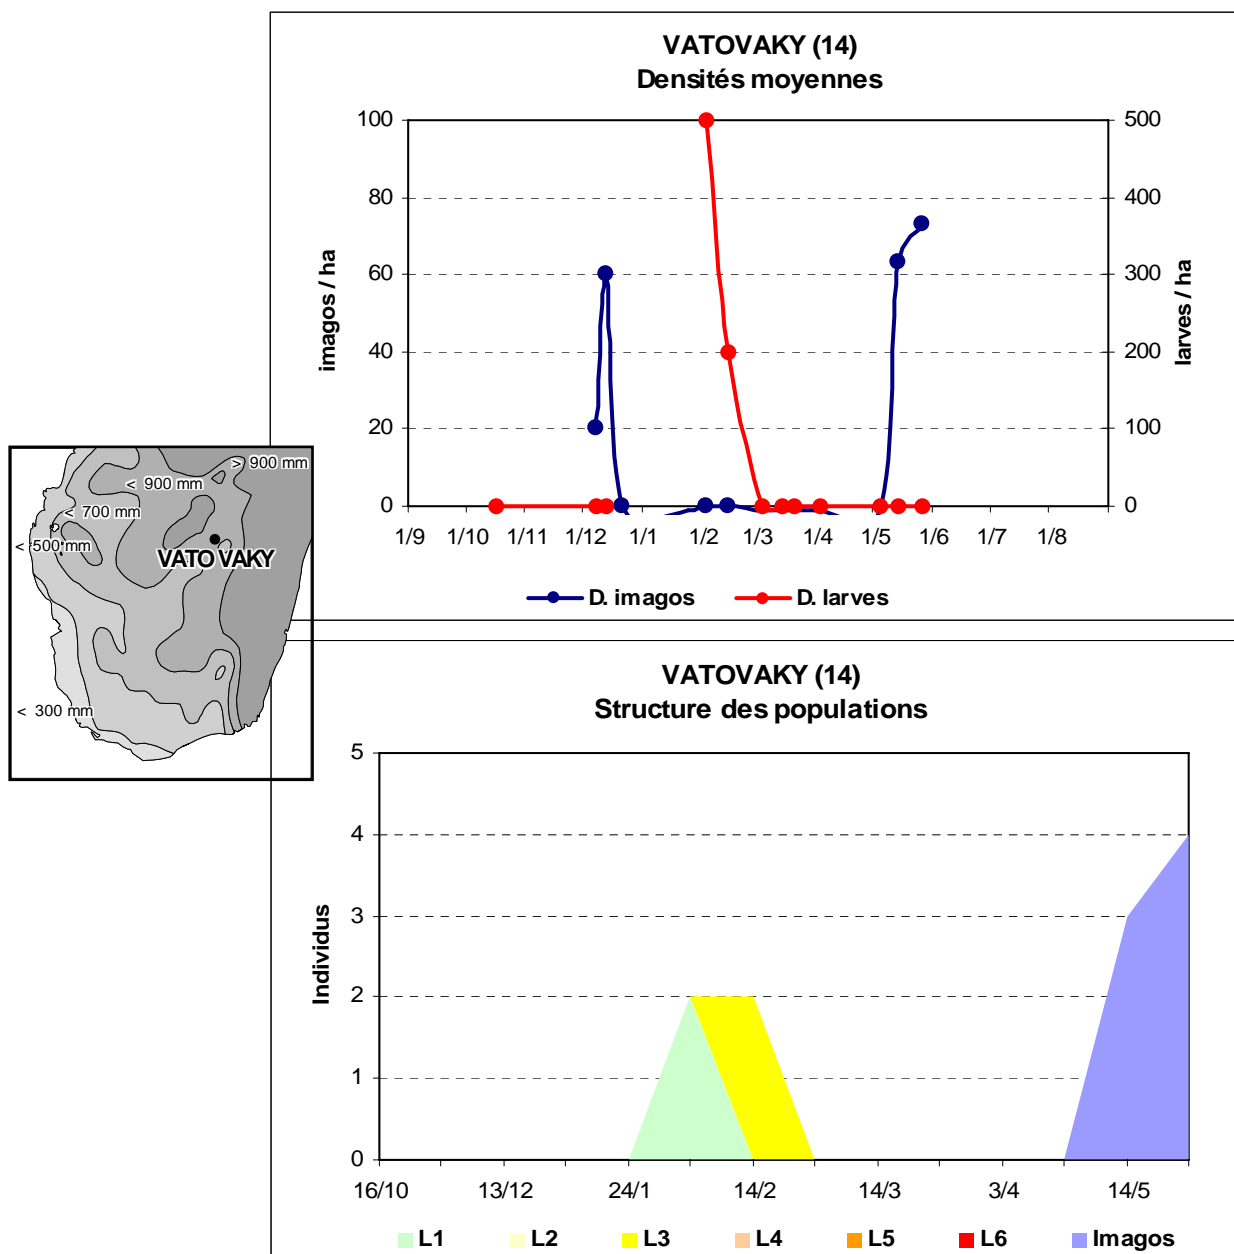 VATOVAKY (14)
Densités moyennes
100
80
60
40
20
0
imagos / ha
500
400
300
200
100
0
larves / ha
1/9 1/10 1/11 1/12 1/1 1/2 1/3 1/4 1/5 1/6 1/7 1/8
D. imagos D. larves
> 900 mm
< 900 mm
< 700 mm
< 500 mm
VATO VAKY
< 300 mm
VATOVAKY (14)
Structure des populations
5
4
3
2
1
0
Individus
16/10 13/12 24/1 14/2 14/3 3/4 14/5
L1 L2 L3 L4 L5 L6 Imagos